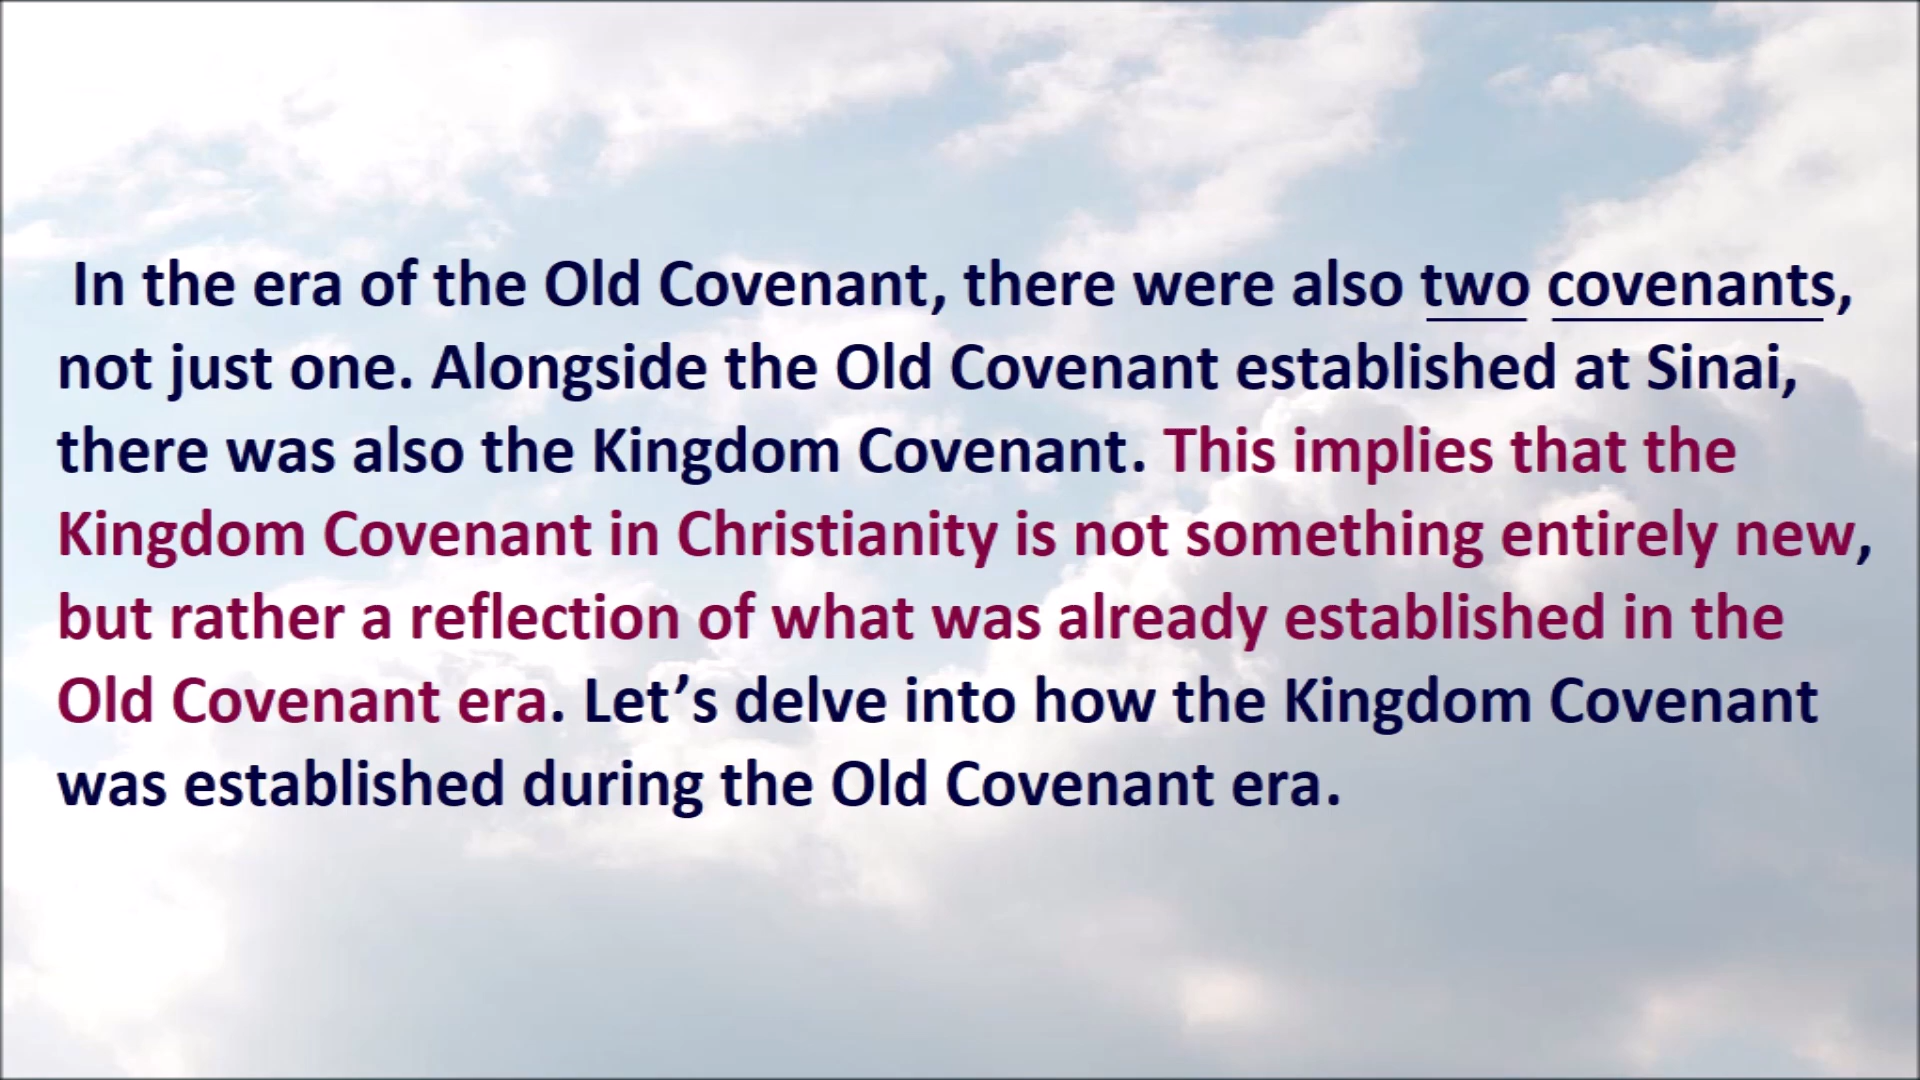 In the era of the Old Covenant, there were also two covenants,
not just one. Alongside the Old Covenant established at Sinai,
there was also the Kingdom Covenant. This implies that the
Kingdom Covenant in Christianity is not something entirely new,
but rather a reflection of what was already established in the
Old Covenant era. Let’s delve into how the Kingdom Covenant
was established during the Old Covenant era.